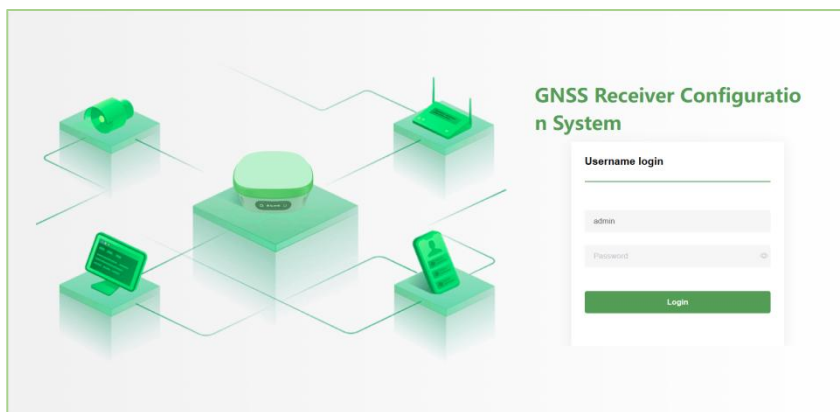 GNSS Receiver Configuratio
n System
Username login
admin
Password
Login